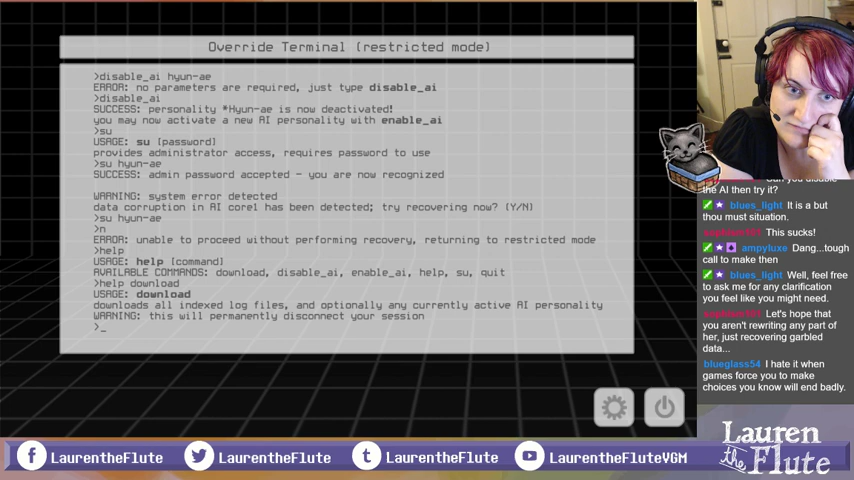 Override Terminal (restricted mode)
>disable_ai hyun-ae
ERROR: no parameters are required, just type disable_ai
>disable_ai
SUCCESS: personality *Hyun-ae is now deactivated!
you may now activate a new AI personality with enable_ai
>su
USAGE: su [password]
provides administrator access, requires password to use
>su hyun-ae
SUCCESS: admin password accepted - you are now recognized
WARNING: system error detected
data corruption in AI core1 has been detected; try recovering now? (Y/N)
>su hyun-ae
>n
ERROR: unable to proceed without performing recovery, returning to restricted mode
>help
USAGE: help [command]
AVAILABLE COMMANDS: download, disable_ai, enable_ai, help, su, quit
>help download
USAGE: download
downloads all indexed log files, and optionally any currently active AI personality
WARNING: this will permanently disconnect your session
>_
the AI then try it?
blues_light It is a but
thou must situation.
This sucks!
ampyluxe Dang...tough
call to make then
blues_light Well, feel free
to ask me for any clarification
you feel like you might need.
Let's hope that
you aren't rewriting any part of
her, just recovering garbled
data...
blueglass54 I hate it when
games force you to make
choices you know will end badly.
Lauren
the Flute
LaurentheFlute
LaurentheFlute
LaurentheFlute
LaurentheFluteVGM